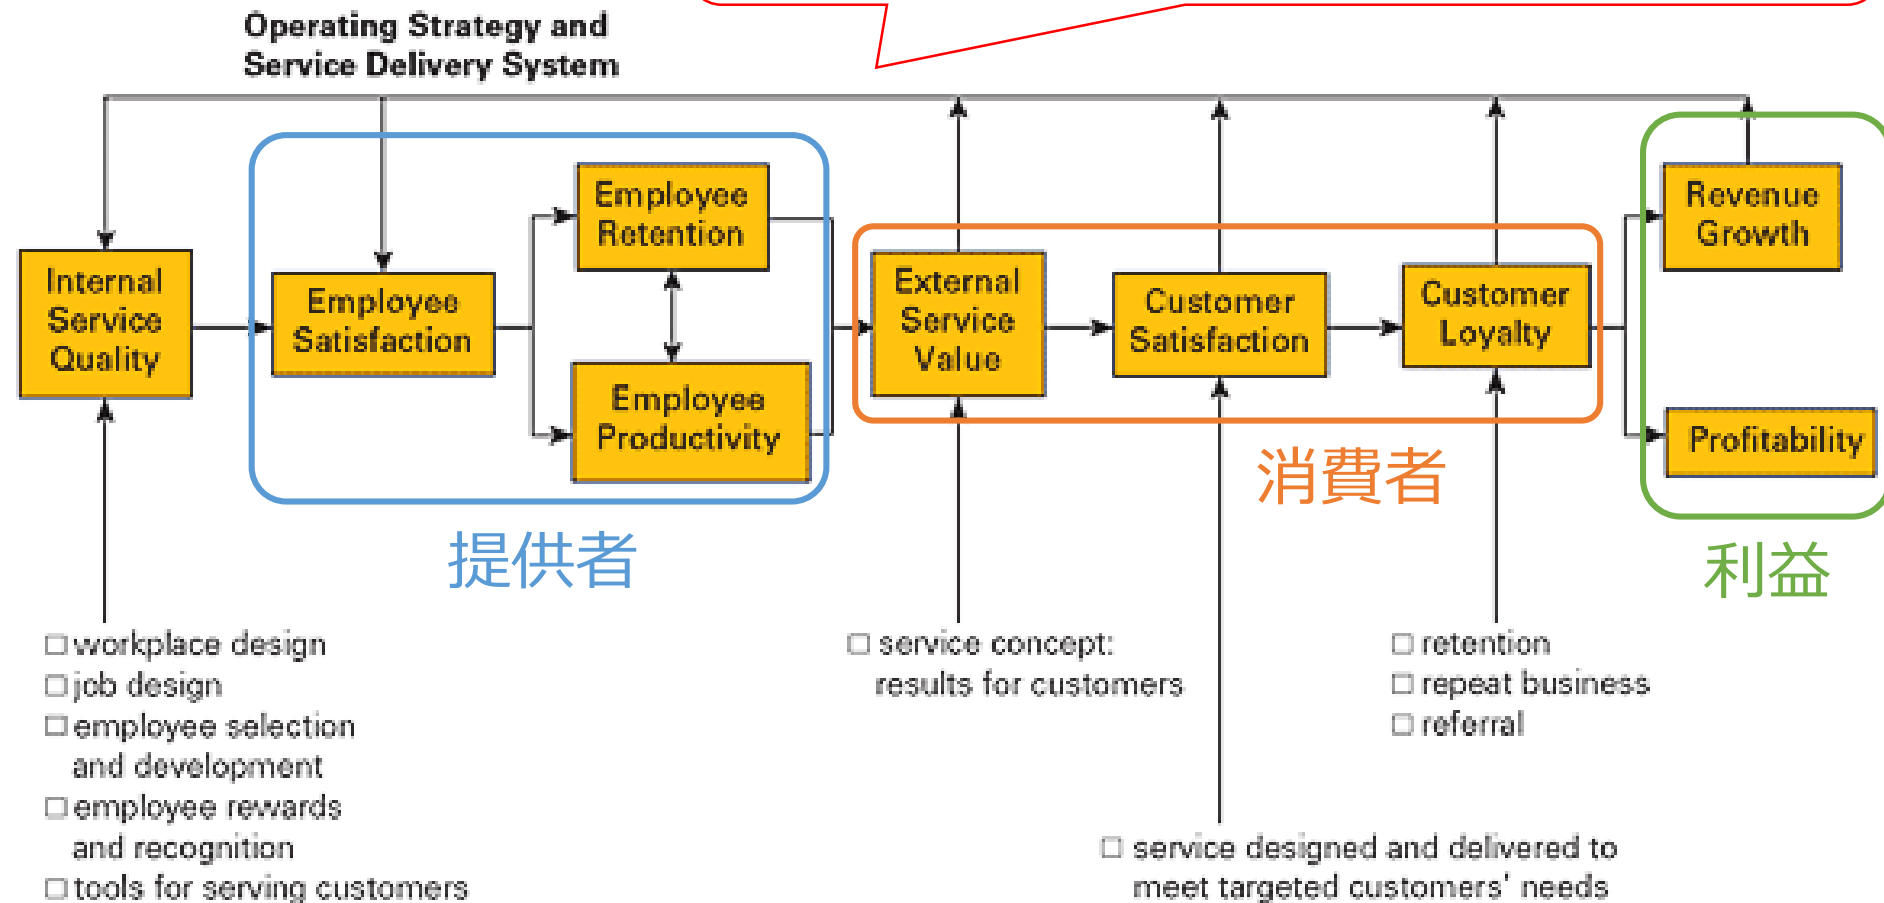 Operating Strategy and
Service Delivery System
Internal
Service
Quality
Employee
Satisfaction
Employee
Retention
Employee
Productivity
External
Service
Value
Customer
Satisfaction
Customer
Loyalty
Revenue
Growth
Profitability
提供者
消費者
利益
□ workplace design
□ job design
□ employee selection
and development
□ employee rewards
and recognition
□ tools for serving customers
□ service concept:
results for customers
□ service designed and delivered to
meet targeted customers' needs
□ retention
□ repeat business
□ referral